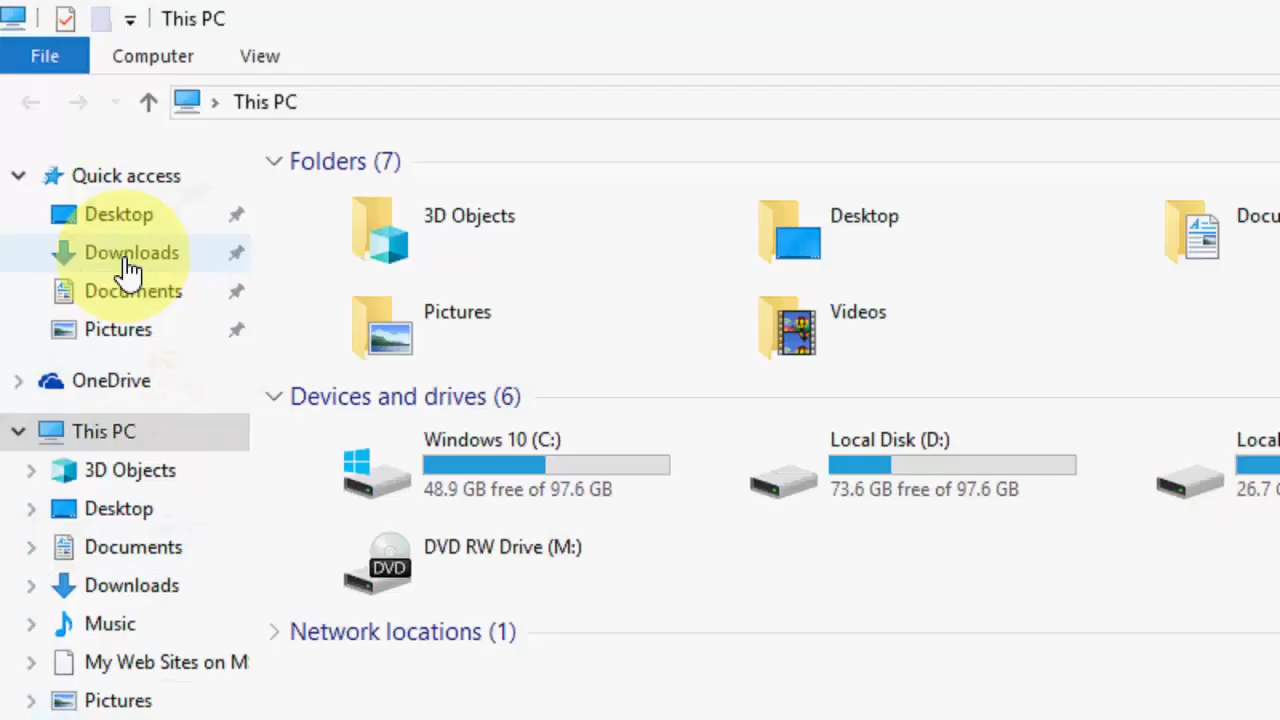 This PC
File Computer View
This PC
Quick access
Desktop
Downloads
Documents
Pictures
OneDrive
This PC
3D Objects
Desktop
Documents
Downloads
Music
My Web Sites on M
Pictures
Folders (7)
3D Objects
Desktop
Docu
Pictures
Videos
Devices and drives (6)
Windows 10 (C:)
48.9 GB free of 97.6 GB
Local Disk (D:)
73.6 GB free of 97.6 GB
Local
26.7 G
DVD RW Drive (M:)
DVD
Network locations (1)